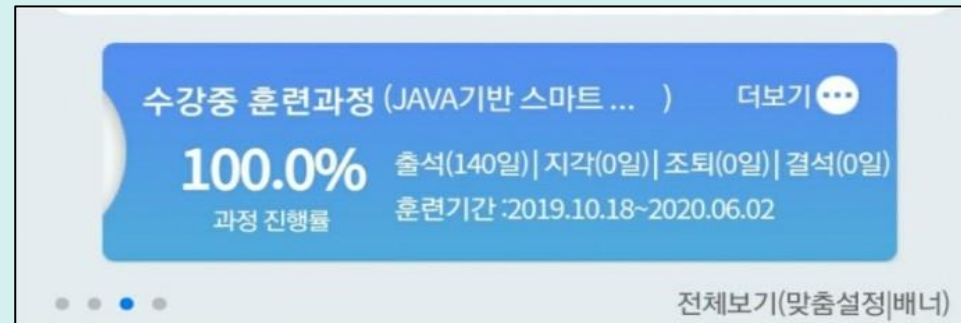 수강중 훈련과정 (JAVA기반 스마트 ... ) 더보기
100.0% 출석(140일)|지각(0일)|조퇴(0일)|결석(0일)
과정 진행률 훈련기간 :2019.10.18~2020.06.02
전체보기(맞춤설정|배너)